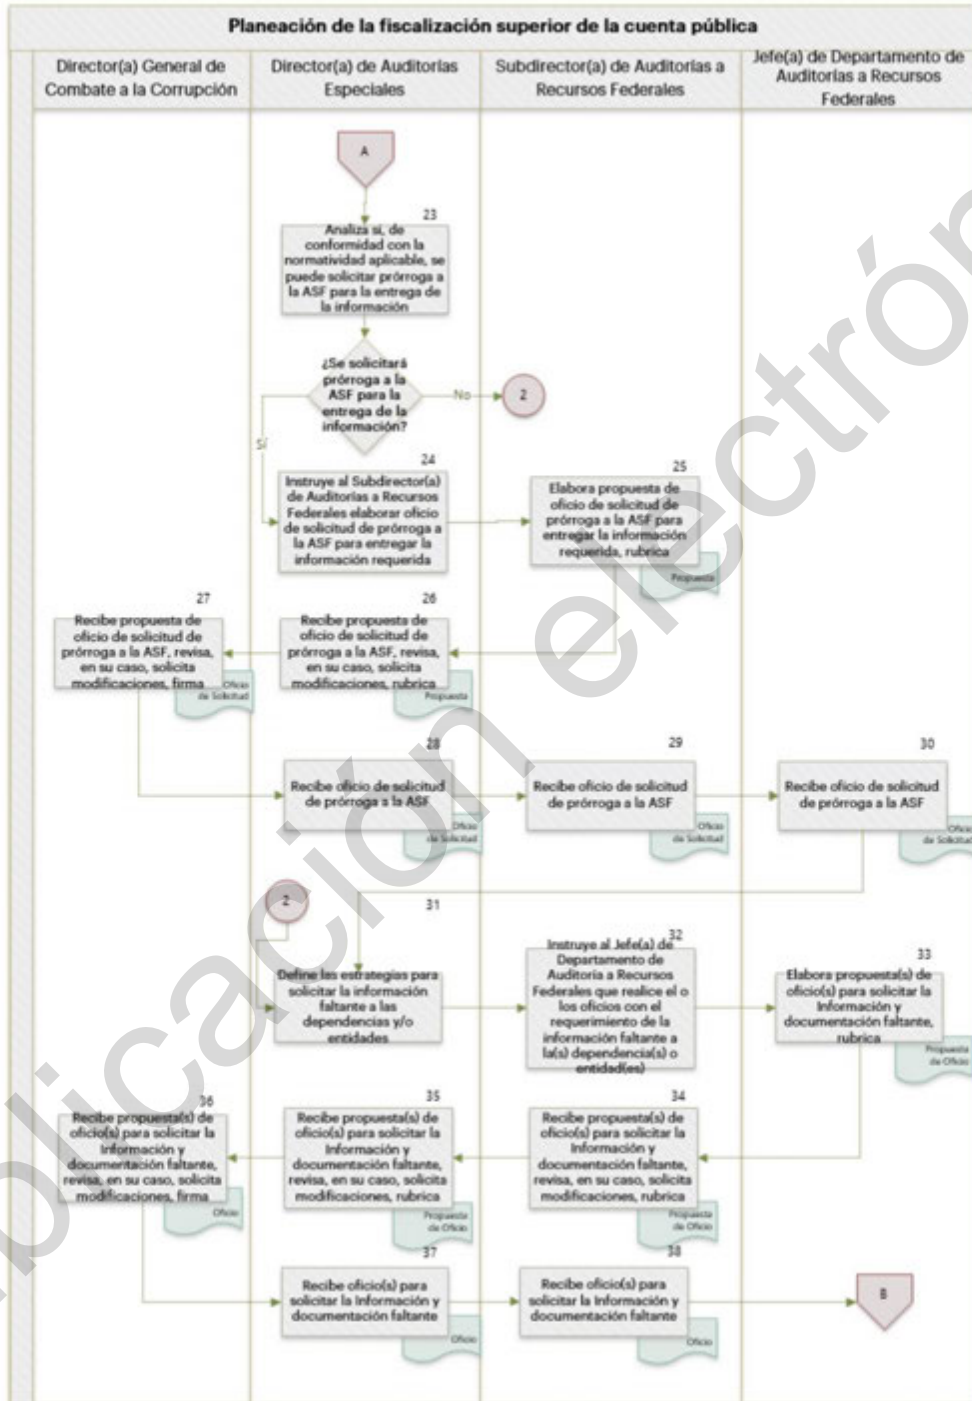 Planeación de la fiscalización superior de la cuenta pública
Director(a) General de
Combate a la Corrupción
Director(a) de Auditorías
Especiales
Subdirector(a) de Auditorías a
Recursos Federales
Jefe(a) de Departamento de
Auditorías a Recursos
Federales
A
23
Analiza si, de
conformidad con la
normatividad aplicable, se
puede solicitar prórroga a
la ASF para la entrega de
la información
¿Se solicitará
prórroga a la
ASF para la
entrega de la
información?
No
2
Sí
24
Instruye al Subdirector(a)
de Auditorías a Recursos
Federales elaborar oficio
de solicitud de prórroga a
la ASF para entregar la
información requerida
25
Elabora propuesta de
oficio de solicitud de
prórroga a la ASF para
entregar la información
requerida, rubrica
Propuesta
27
Recibe propuesta de
oficio de solicitud de
prórroga a la ASF, revisa,
en su caso, solicita
modificaciones, firma
Oficio
de Solicitud
26
Recibe propuesta de
oficio de solicitud de
prórroga a la ASF, revisa,
en su caso, solicita
modificaciones, rubrica
Propuesta
28
Recibe oficio de solicitud
de prórroga a la ASF
Oficio
de Solicitud
29
Recibe oficio de solicitud
de prórroga a la ASF
Oficio
de Solicitud
30
Recibe oficio de solicitud
de prórroga a la ASF
Oficio
de Solicitud
2
31
Define las estrategias para
solicitar la información
faltante a las
dependencias y/o
entidades
32
Instruye al Jefe(a) de
Departamento de
Auditoría a Recursos
Federales que realice el o
los oficios con el
requerimiento de la
información faltante a
la(s) dependencia(s) o
entidad(es)
33
Elabora propuesta(s) de
oficio(s) para solicitar la
Información y
documentación faltante,
rubrica
Propuesta
de Oficio
36
Recibe propuesta(s) de
oficio(s) para solicitar la
Información y
documentación faltante,
revisa, en su caso, solicita
modificaciones, firma
Oficio
35
Recibe propuesta(s) de
oficio(s) para solicitar la
Información y
documentación faltante,
revisa, en su caso, solicita
modificaciones, rubrica
Propuesta
de Oficio
34
Recibe propuesta(s) de
oficio(s) para solicitar la
Información y
documentación faltante,
revisa, en su caso, solicita
modificaciones, rubrica
Propuesta
de Oficio
37
Recibe oficio(s) para
solicitar la Información y
documentación faltante
Oficio
38
Recibe oficio(s) para
solicitar la Información y
documentación faltante
Oficio
B
plicación electrón